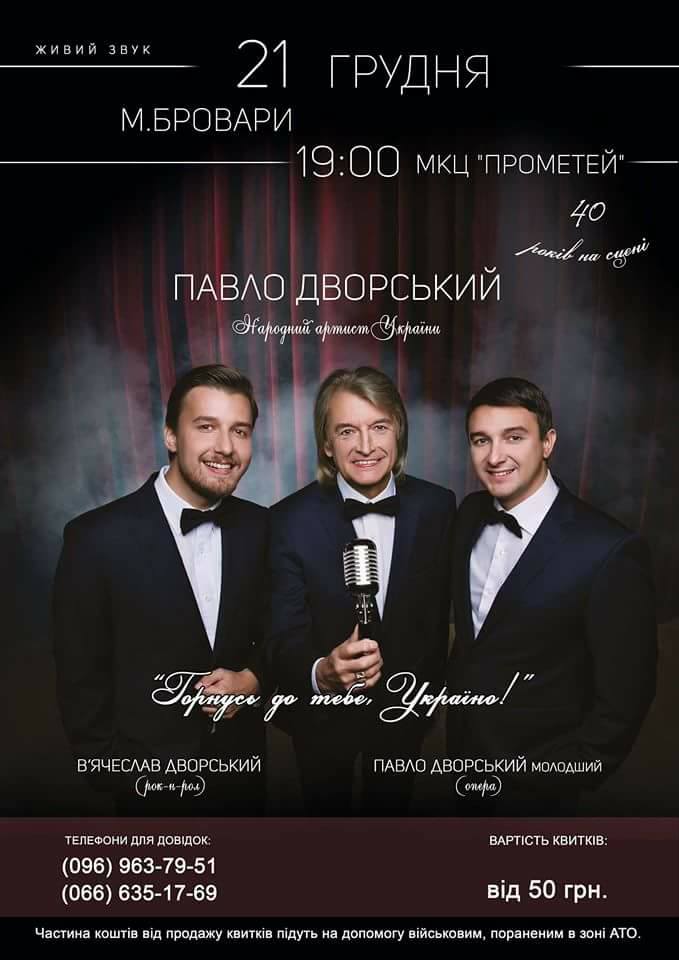 ЖИВИЙ ЗВУК
21 ГРУДНЯ
М.БРОВАРИ
19:00 МКЦ "ПРОМЕТЕЙ"
40
років на сцені
ПАВЛО ДВОРСЬКИЙ
Народний артист України
"Горнусь до тебе, Україно!"
В'ЯЧЕСЛАВ ДВОРСЬКИЙ
(рок-н-рол)
ПАВЛО ДВОРСЬКИЙ МОЛОДШИЙ
(опера)
ТЕЛЕФОНИ ДЛЯ ДОВІДОК:
(096) 963-79-51
(066) 635-17-69
ВАРТІСТЬ КВИТКІВ:
від 50 грн.
Частина коштів від продажу квитків підуть на допомогу військовим, пораненим в зоні АТО.